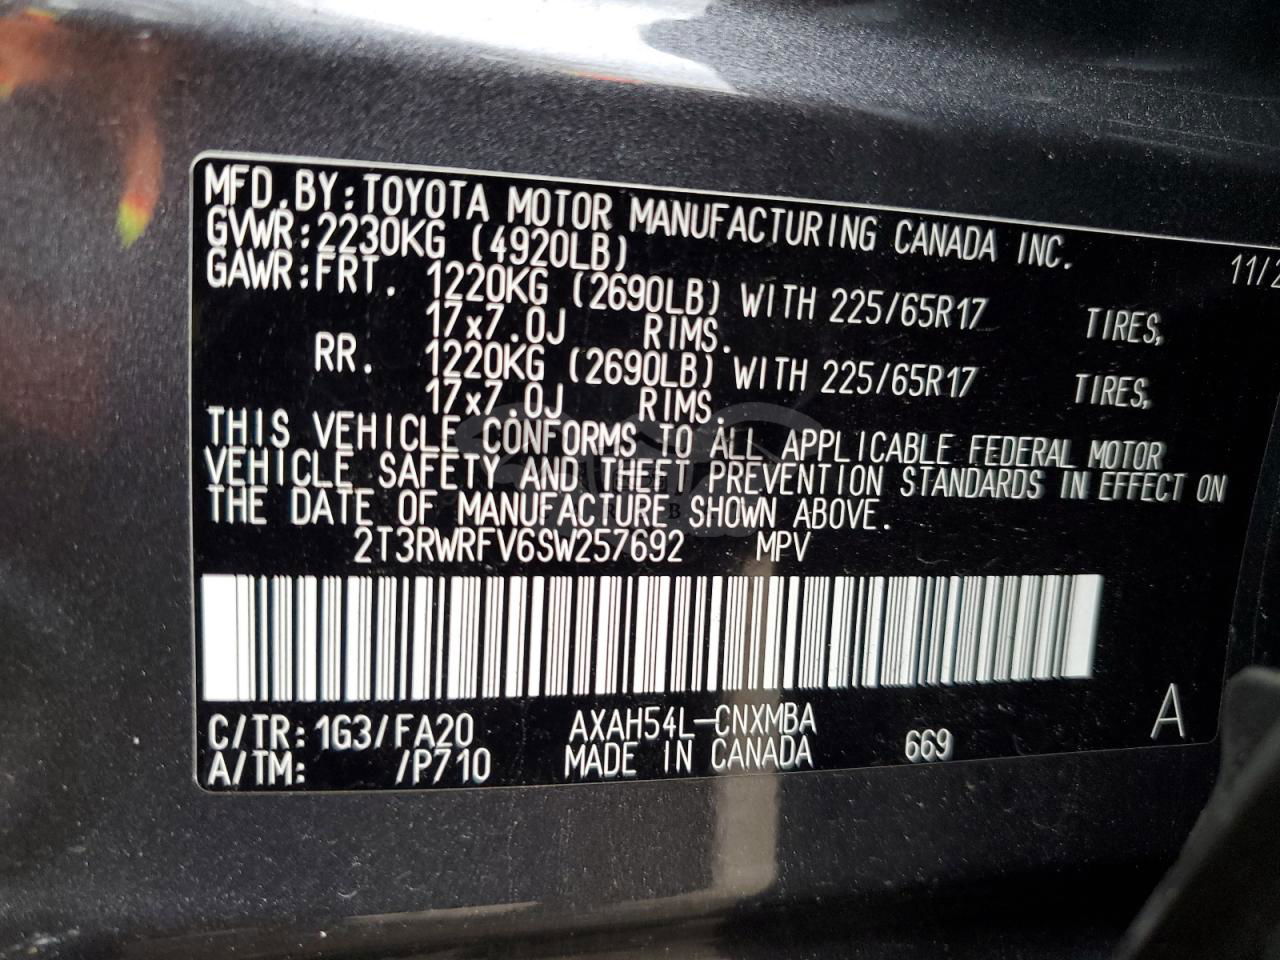 MFD.BY:TOYOTA MOTOR MANUFACTURING CANADA INC.
GVWR:2230KG (4920LB) 11/2
GAWR:FRT. 1220KG (2690LB) WITH 225/65R17 TIRES,
17x7.0J RIMS.
RR. 1220KG (2690LB) WITH 225/65R17 TIRES,
17x7.0J RIMS.
THIS VEHICLE CONFORMS TO ALL APPLICABLE FEDERAL MOTOR
VEHICLE SAFETY AND THEFT PREVENTION STANDARDS IN EFFECT ON
THE DATE OF MANUFACTURE SHOWN ABOVE.
2T3RWRFV6SW257692 MPV
C/TR:1G3/FA20 AXAH54L-CNXMBA
A/TM: /P710 MADE IN CANADA 669 A